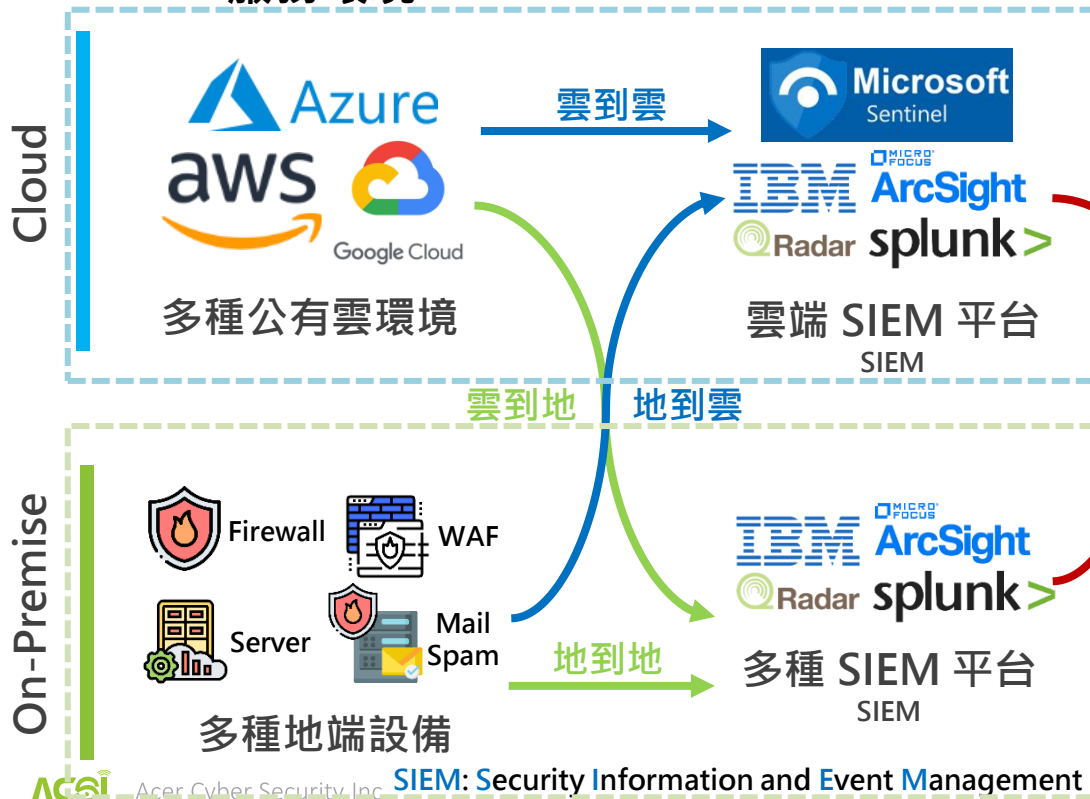 Cloud
Azure
aws
Google Cloud
多種公有雲環境
雲到雲
Microsoft
Sentinel
IBM
QRadar
MICRO FOCUS
ArcSight
splunk>
雲端 SIEM 平台
SIEM
雲到地
地到雲
On-Premise
Firewall
WAF
Server
Mail
Spam
多種地端設備
地到地
IBM
QRadar
MICRO FOCUS
ArcSight
splunk>
多種 SIEM 平台
SIEM
Acer Cyber Security Inc
SIEM: Security Information and Event Management